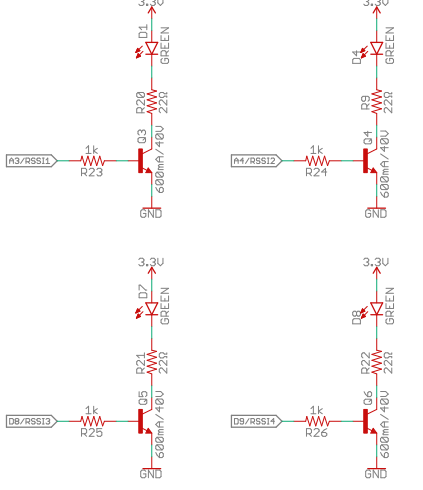 3.3V
D1
GREEN
R20
22Ω
Q3
600mA/40V
A3/RSSI1
1k
R23
GND
3.3V
D4
GREEN
R9
22Ω
Q4
600mA/40V
A4/RSSI2
1k
R24
GND
3.3V
D7
GREEN
R21
22Ω
Q5
600mA/40V
D8/RSSI3
1k
R25
GND
3.3V
D8
GREEN
R22
22Ω
Q6
600mA/40V
D9/RSSI4
1k
R26
GND